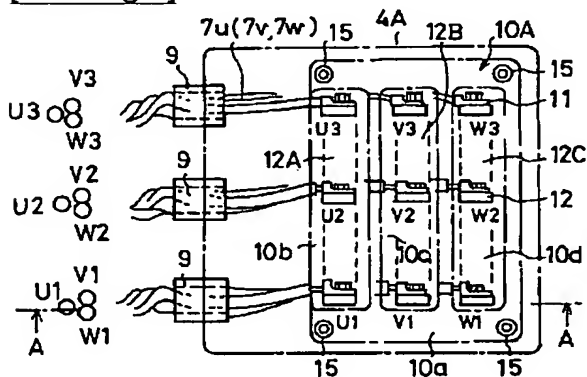 7u(7v,7w) 15 4A 12B 10A
9 V3 15
U3 11
W3 U3 V3 W3
V2 12A 12C
9
U2 12
W2 U2 V2 W2
9 10b 10c 10d
V1
U1
A W1 U1 V1 W1 A
15 10a 15